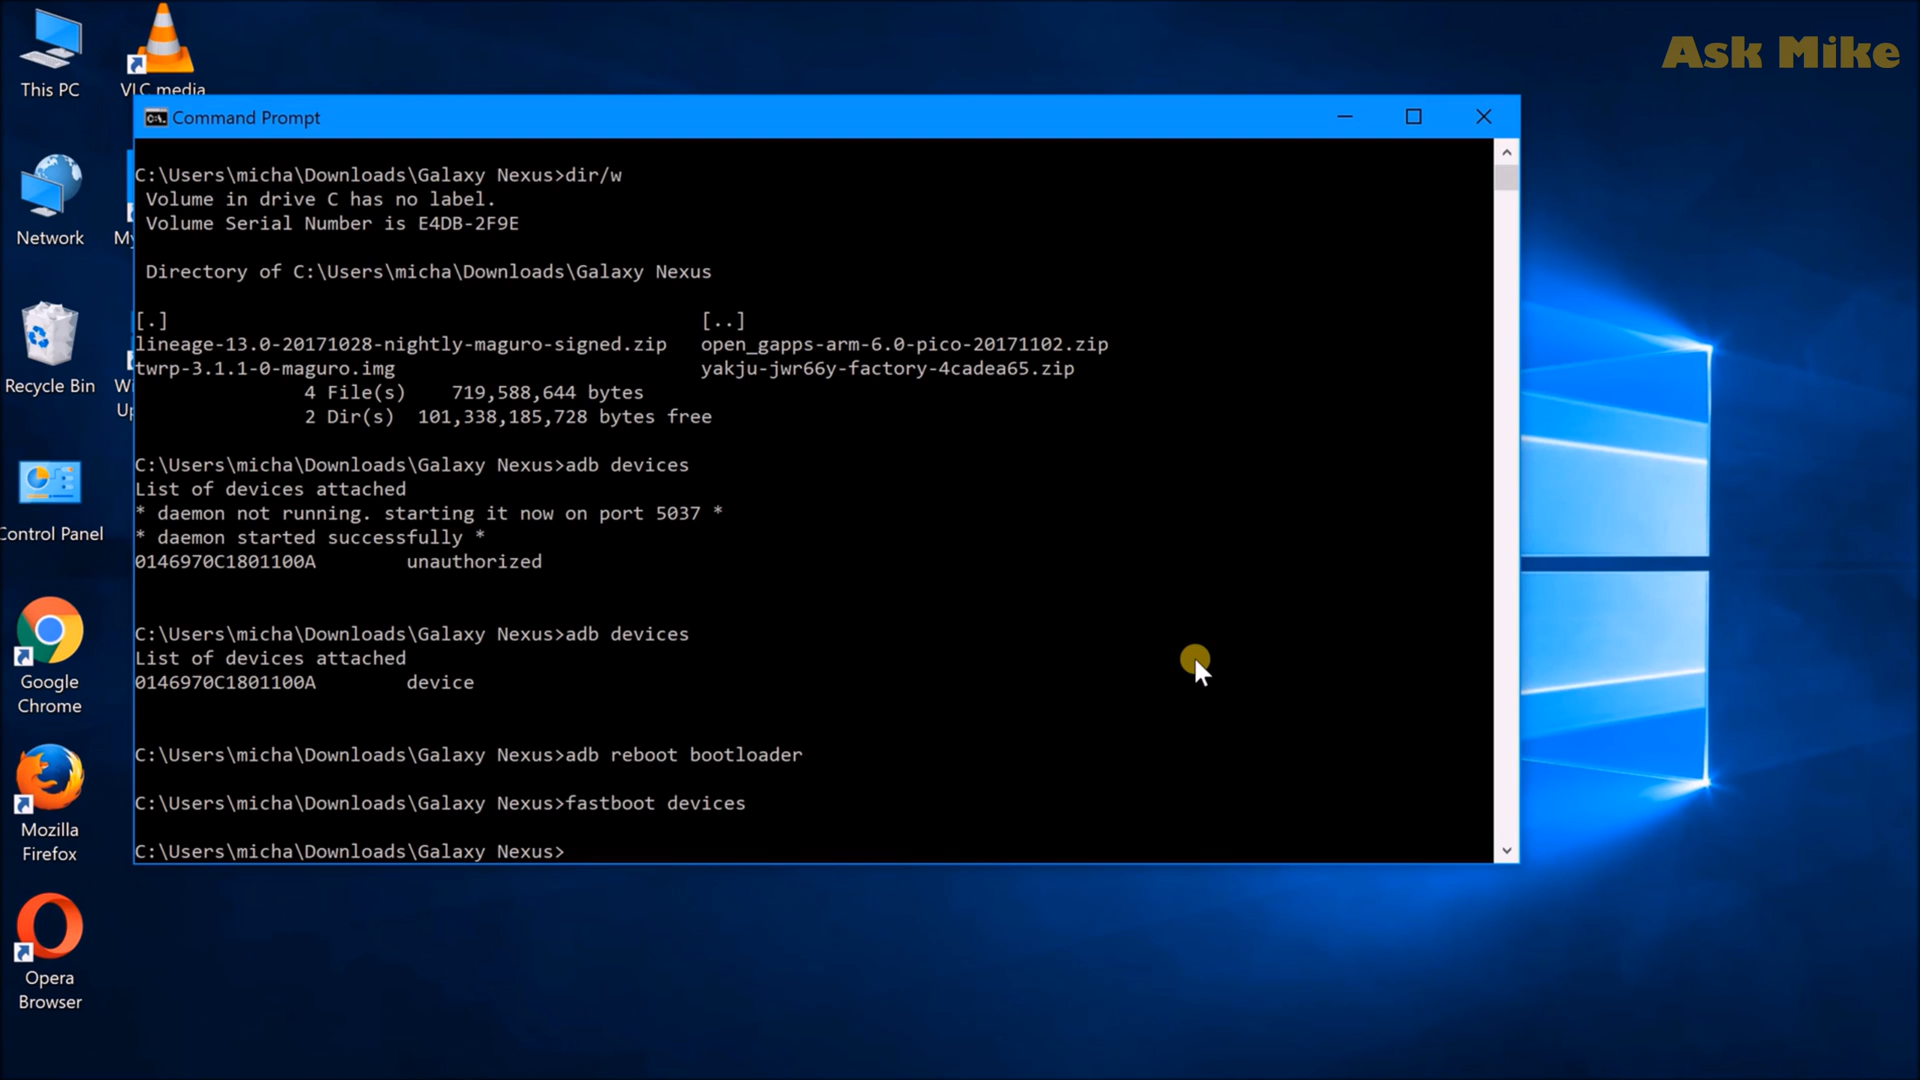 Ask Mike
This PC
VLC media
Network
My
Recycle Bin
Wi
Up
Control Panel
Google
Chrome
Mozilla
Firefox
Opera
Browser
C:\. Command Prompt
C:\Users\micha\Downloads\Galaxy Nexus>dir/w
Volume in drive C has no label.
Volume Serial Number is E4DB-2F9E
Directory of C:\Users\micha\Downloads\Galaxy Nexus
[.] [..]
lineage-13.0-20171028-nightly-maguro-signed.zip open_gapps-arm-6.0-pico-20171102.zip
twrp-3.1.1-0-maguro.img yakju-jwr66y-factory-4cadea65.zip
4 File(s) 719,588,644 bytes
2 Dir(s) 101,338,185,728 bytes free
C:\Users\micha\Downloads\Galaxy Nexus>adb devices
List of devices attached
* daemon not running. starting it now on port 5037 *
* daemon started successfully *
0146970C1801100A unauthorized
C:\Users\micha\Downloads\Galaxy Nexus>adb devices
List of devices attached
0146970C1801100A device
C:\Users\micha\Downloads\Galaxy Nexus>adb reboot bootloader
C:\Users\micha\Downloads\Galaxy Nexus>fastboot devices
C:\Users\micha\Downloads\Galaxy Nexus>